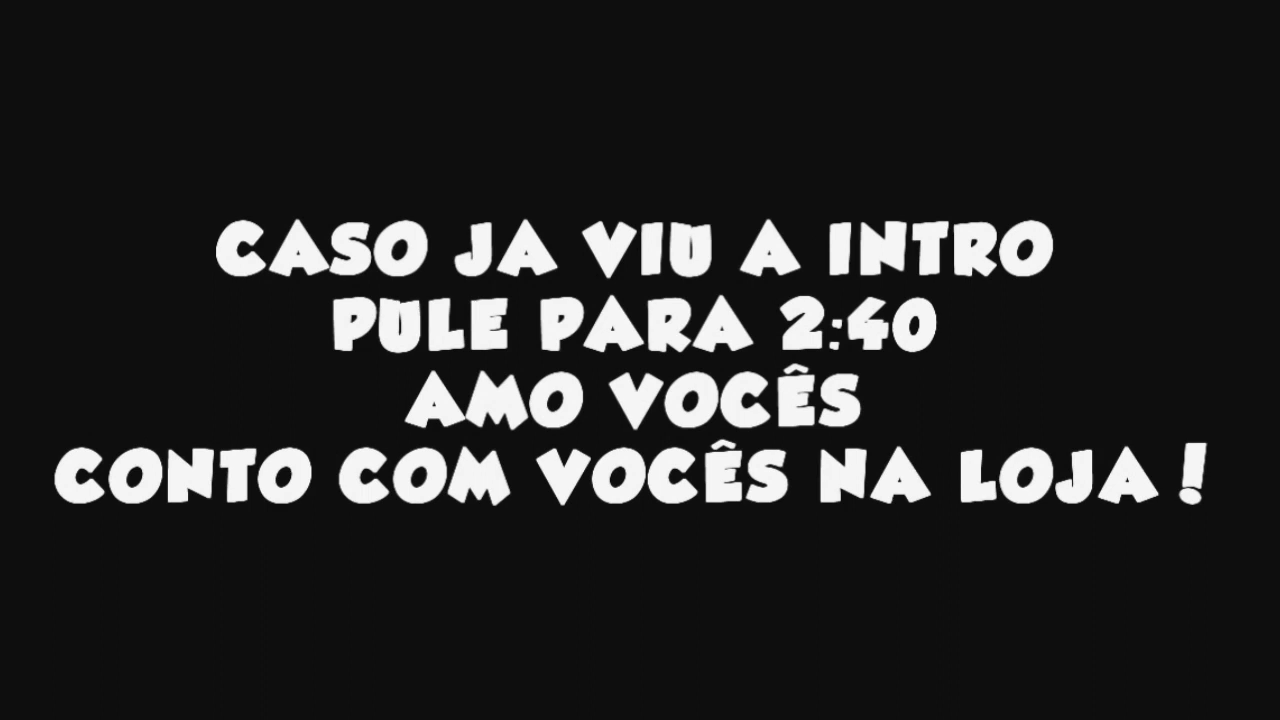 CASO JA VIU A INTRO
PULE PARA 2:40
AMO VOCÊS
CONTO COM VOCÊS NA LOJA!